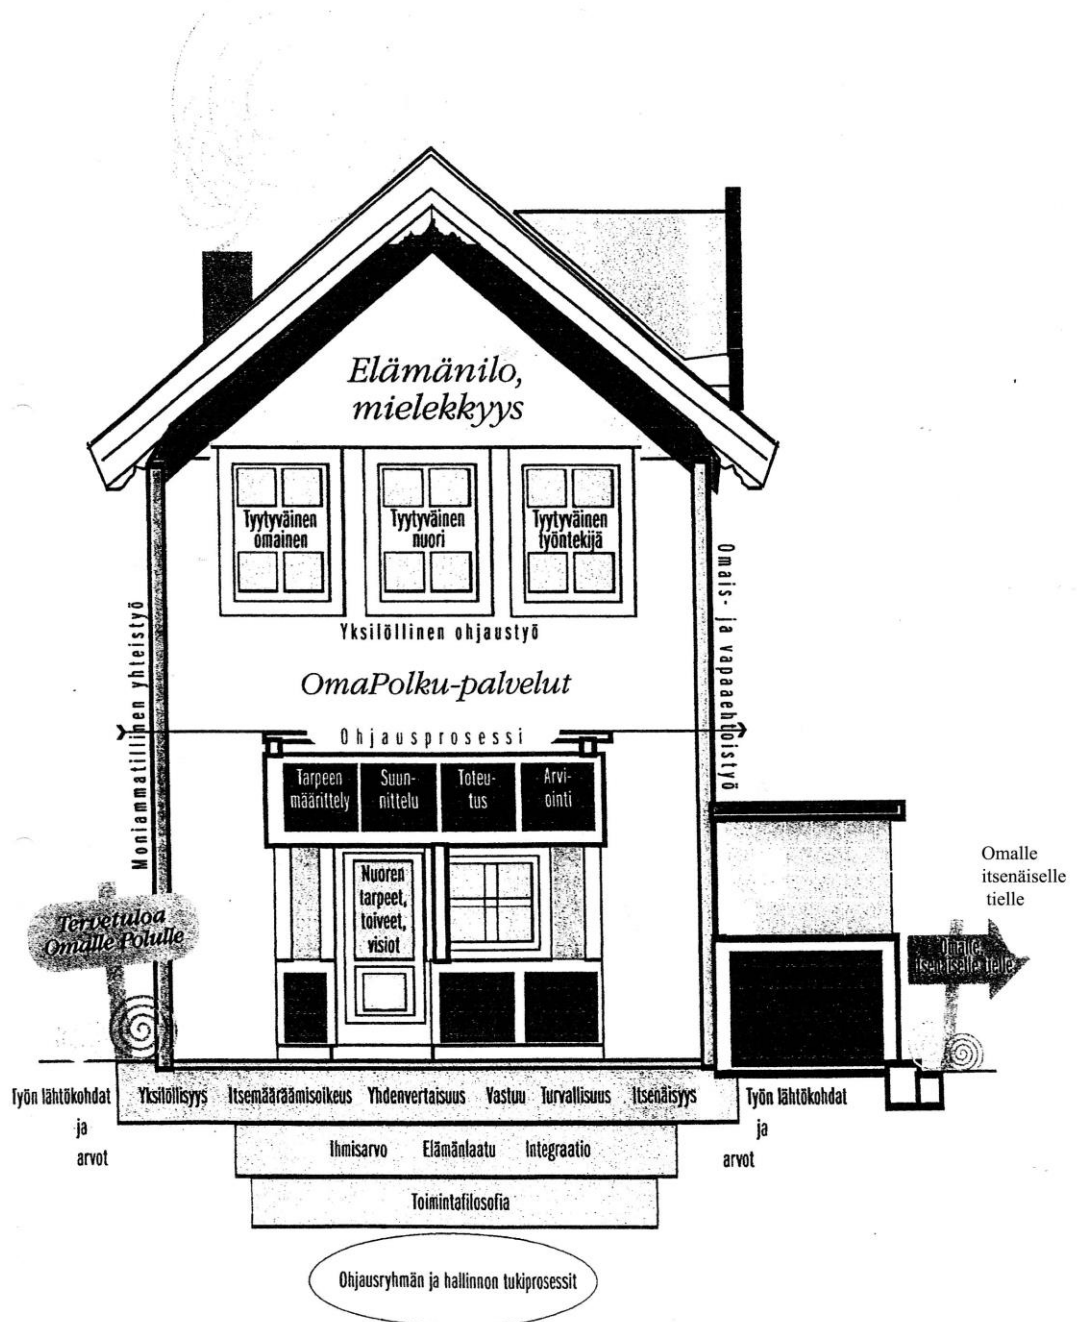 Elämänilo,
mielekkyys
Tyytyväinen
omainen
Tyytyväinen
nuori
Tyytyväinen
työntekijä
Yksilöllinen ohjaustyö
OmaPolku-palvelut
Ohjausprosessi
Tarpeen
määrittely
Suun-
nittelu
Toteu-
tus
Arvi-
ointi
Nuoren
tarpeet,
toiveet,
visiot
Moniammatillinen yhteistyö
Omais- ja vapaaehtoistyö
Tervetuloa
Omalle Polulle
Omalle
itsenäiselle
tielle
Omalle
itsenäiselle tielle
Työn lähtökohdat
ja
arvot
Yksilöllisyys Itsemääräämisoikeus Yhdenvertaisuus Vastuu Turvallisuus Itsenäisyys
Työn lähtökohdat
ja
arvot
Ihmisarvo Elämänlaatu Integraatio
Toimintafilosofia
Ohjausryhmän ja hallinnon tukiprosessit